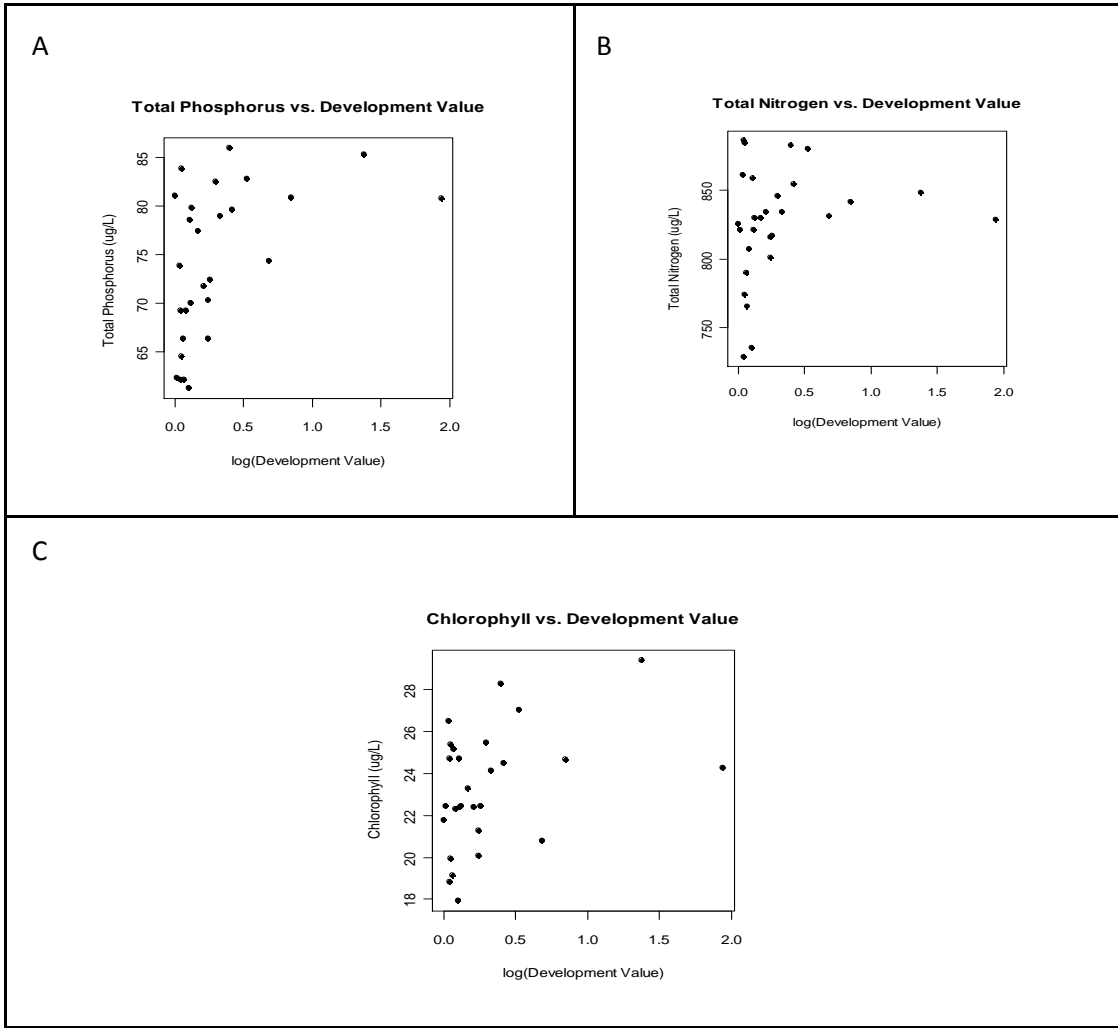 A
Total Phosphorus vs. Development Value
Total Phosphorus (ug/L)
85
80
75
70
65
0.0 0.5 1.0 1.5 2.0
log(Development Value)
B
Total Nitrogen vs. Development Value
Total Nitrogen (ug/L)
850
800
750
0.0 0.5 1.0 1.5 2.0
log(Development Value)
C
Chlorophyll vs. Development Value
Chlorophyll (ug/L)
28
26
24
22
20
18
0.0 0.5 1.0 1.5 2.0
log(Development Value)